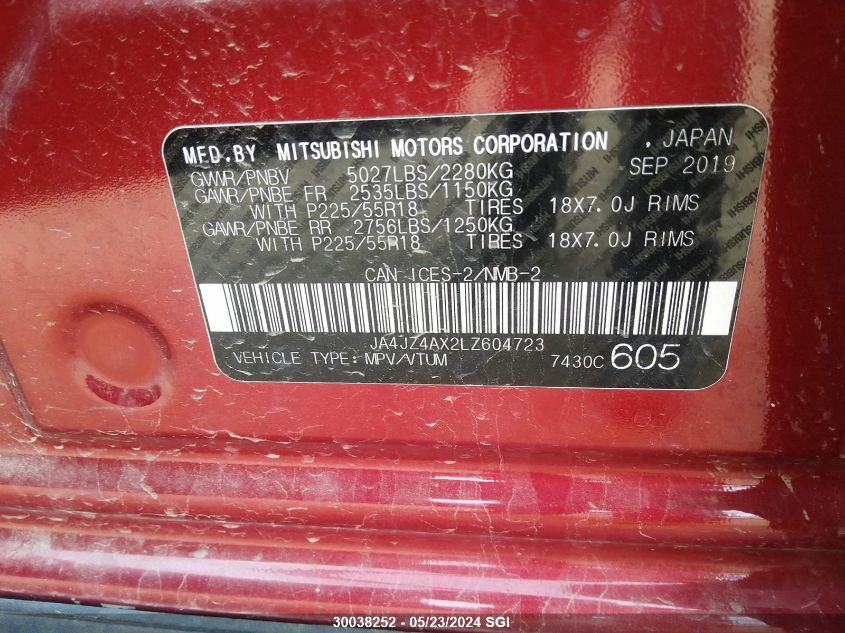 MFD.BY MITSUBISHI MOTORS CORPORATION , JAPAN
GVWR/PNBV 5027LBS/2280KG SEP 2019
GAWR/PNBE FR 2535LBS/1150KG
WITH P225/55R18 TIRES 18X7.0J RIMS
GAWR/PNBE RR 2756LBS/1250KG
WITH P225/55R18 TIRES 18X7.0J RIMS
CAN ICES-2/NMB-2
JA4JZ4AX2LZ604723
VEHICLE TYPE:MPV/VTUM 7430C 605
30038252 - 05/23/2024 SGI